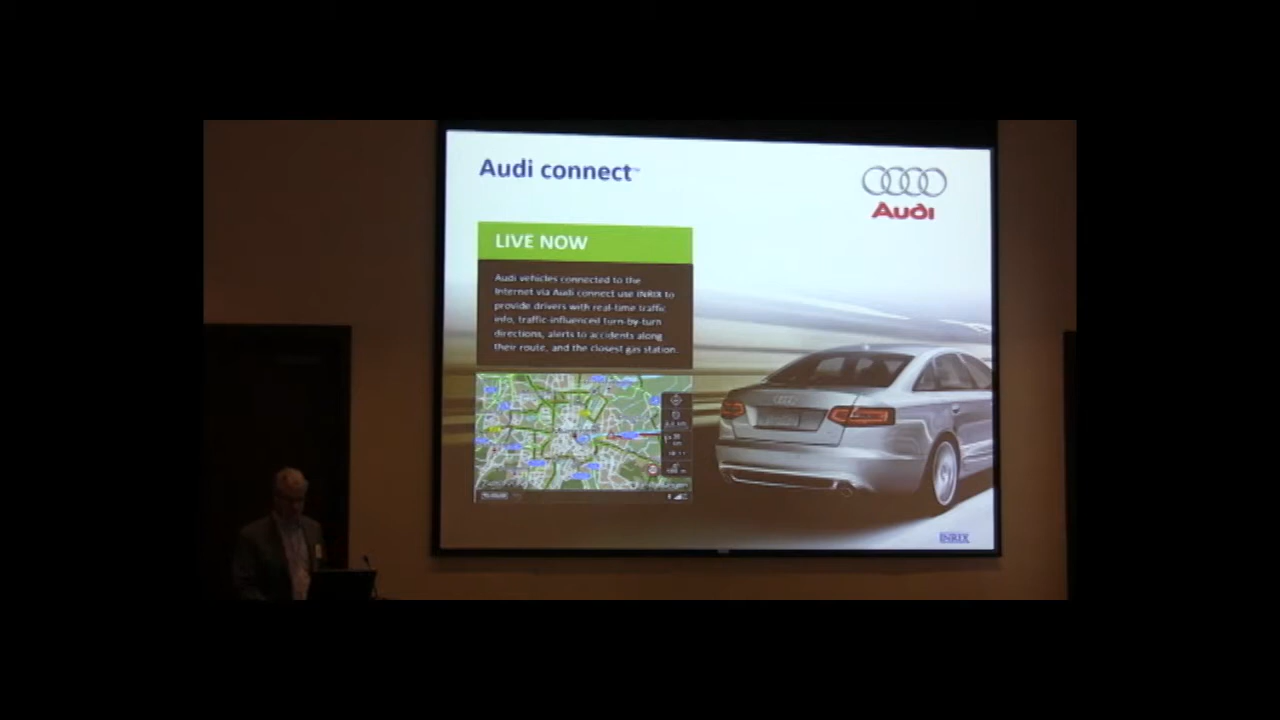 Audi connect™
Audi
LIVE NOW
Audi vehicles connected to the
Internet via Audi connect use INRIX to
provide drivers with real-time traffic
info, traffic-influenced turn-by-turn
directions, alerts to accidents along
their route, and the closest gas station.
INRIX